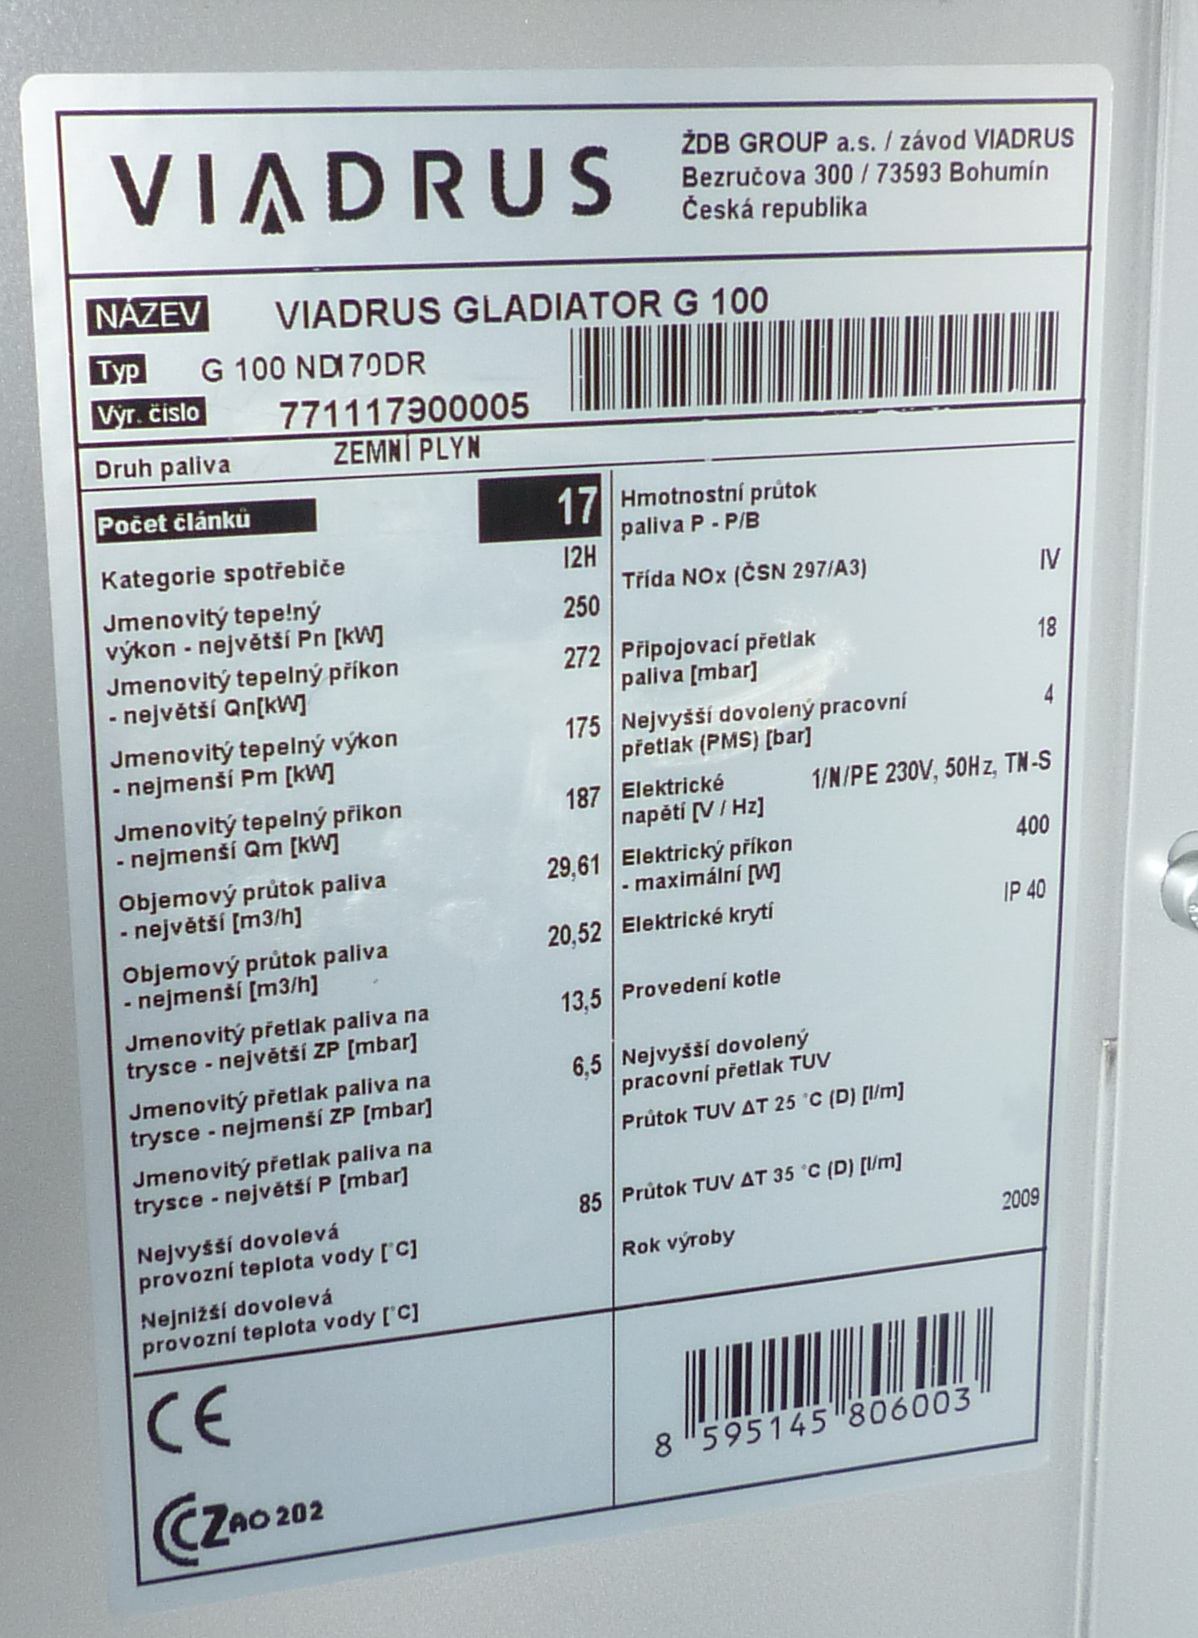 VIADRUS
ŽDB GROUP a.s. / závod VIADRUS
Bezručova 300 / 73593 Bohumín
Česká republika
NÁZEV VIADRUS GLADIATOR G 100
Typ G 100 NDI70DR
Výr. číslo 771117300005
Druh paliva ZEMNÍ PLYN
Počet článků 17
Kategorie spotřebiče I2H
Jmenovitý tepelný 250
výkon - největší Pn [kW]
Jmenovitý tepelný příkon 272
- největší Qn[kW]
Jmenovitý tepelný výkon 175
- nejmenší Pm [kW]
Jmenovitý tepelný přikon 187
- nejmenší Qm [kW]
Objemový průtok paliva 29,61
- největší [m3/h]
Objemový průtok paliva 20,52
- nejmenší [m3/h]
Jmenovitý přetlak paliva na 13,5
trysce - největší ZP [mbar]
Jmenovitý přetlak paliva na 6,5
trysce - nejmenší ZP [mbar]
Jmenovitý přetlak paliva na
trysce - největší P [mbar]
Nejvyšší dovolená 85
provozní teplota vody [°C]
Nejnižší dovolevá
provozní teplota vody [°C]
Hmotnostní průtok
paliva P - P/B
Třída NOx (ČSN 297/A3) IV
Připojovací přetlak 18
paliva [mbar]
Nejvyšší dovolený pracovní 4
přetlak (PMS) [bar]
Elektrické 1/N/PE 230V, 50Hz, TN-S
napětí [V / Hz]
Elektrický příkon 400
- maximální [W]
Elektrické krytí IP 40
Provedení kotle
Nejvyšší dovolený
pracovní přetlak TUV
Průtok TUV ΔT 25 °C (D) [l/m]
Průtok TUV ΔT 35 °C (D) [l/m]
Rok výroby 2009
CE
CCZ AO 202
8 595145 806003